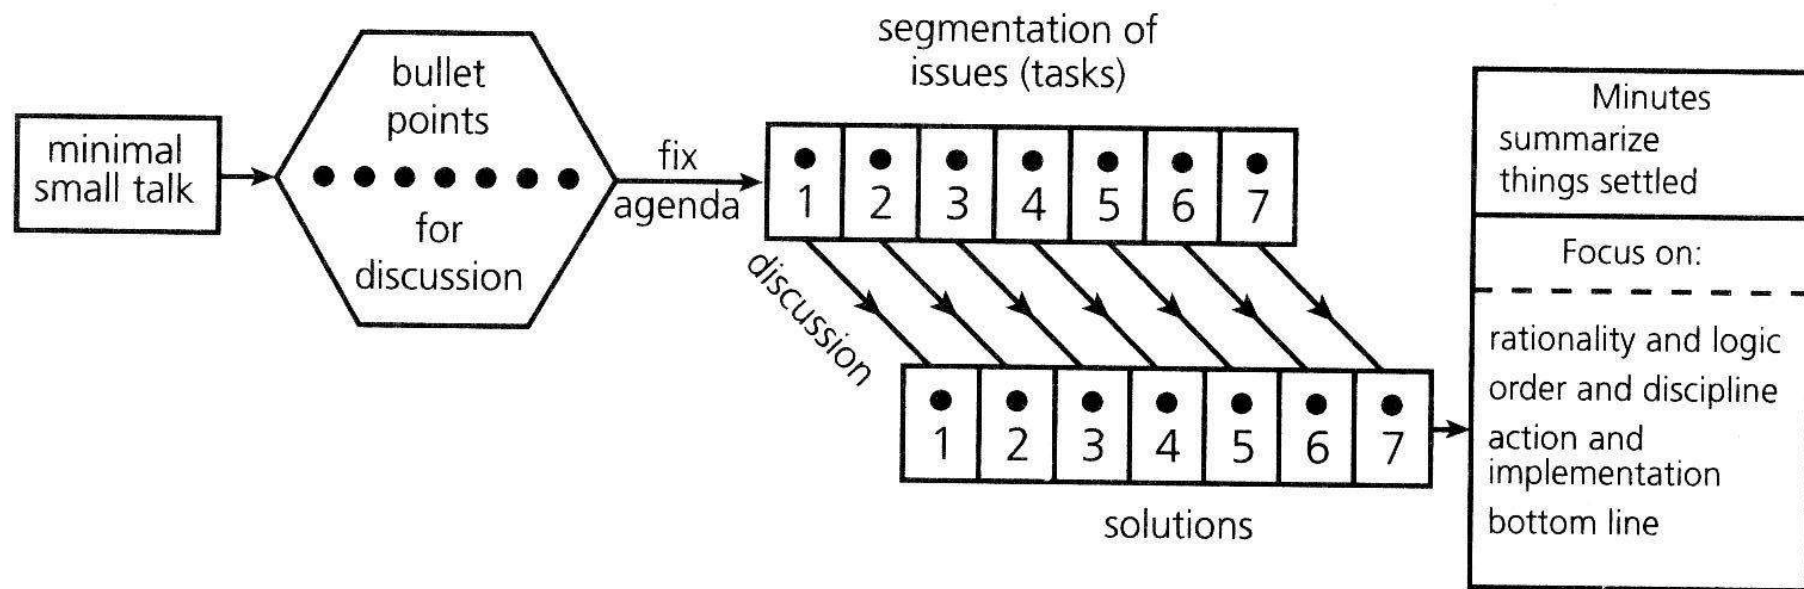 minimal
small talk
bullet
points
for
discussion
fix
agenda
segmentation of
issues (tasks)
1 2 3 4 5 6 7
discussion
1 2 3 4 5 6 7
solutions
Minutes
summarize
things settled
Focus on:
rationality and logic
order and discipline
action and
implementation
bottom line